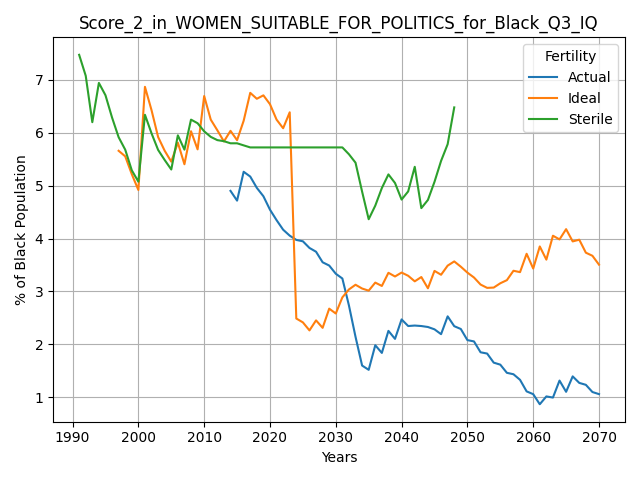 Score_2_in_WOMEN_SUITABLE_FOR_POLITICS_for_Black_Q3_IQ
Fertility
Actual
Ideal
Sterile
% of Black Population
7
6
5
4
3
2
1
1990 2000 2010 2020 2030 2040 2050 2060 2070
Years